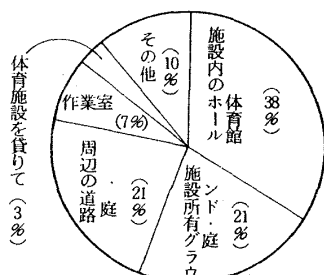 施設内のホール
体育館
(38%)
施設所有グラウ
ンド・庭
(21%)
周辺の道路
・庭
(21%)
作業室
(7%)
体育施設を貸りて(3%)
その他
(10%)